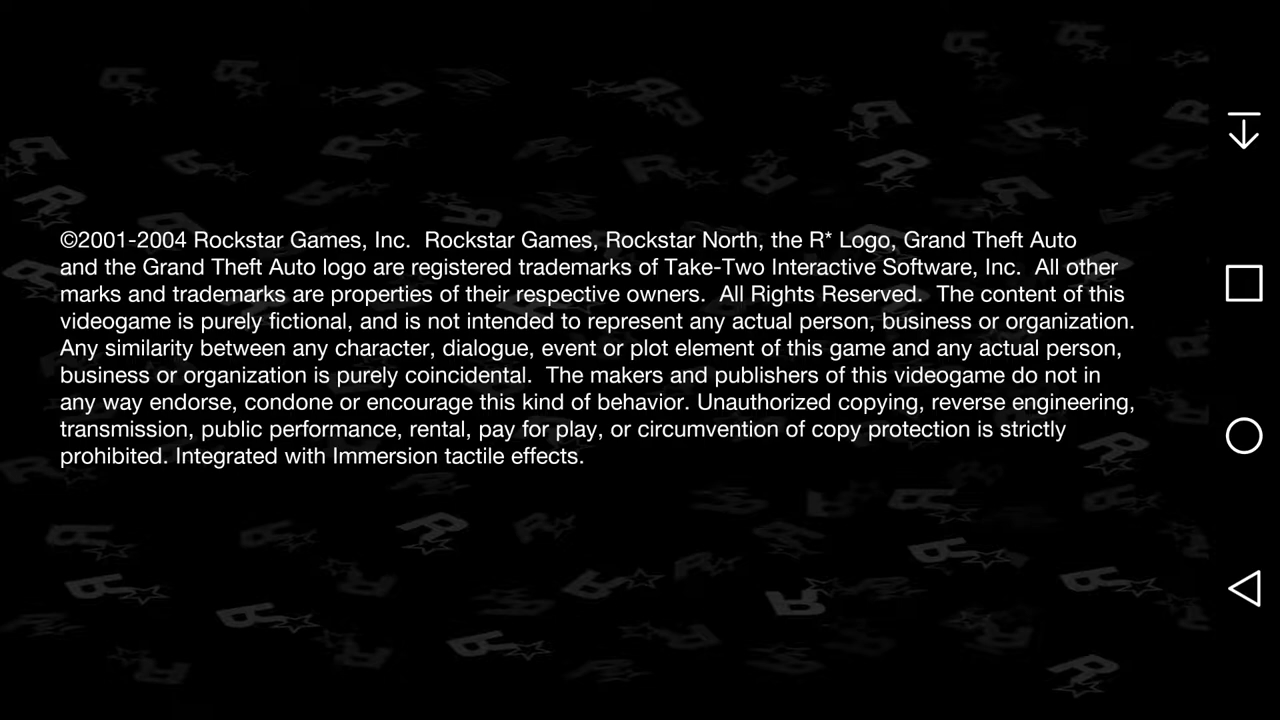 ©2001-2004 Rockstar Games, Inc.  Rockstar Games, Rockstar North, the R* Logo, Grand Theft Auto
and the Grand Theft Auto logo are registered trademarks of Take-Two Interactive Software, Inc.  All other
marks and trademarks are properties of their respective owners.  All Rights Reserved.  The content of this
videogame is purely fictional, and is not intended to represent any actual person, business or organization.
Any similarity between any character, dialogue, event or plot element of this game and any actual person,
business or organization is purely coincidental.  The makers and publishers of this videogame do not in
any way endorse, condone or encourage this kind of behavior. Unauthorized copying, reverse engineering,
transmission, public performance, rental, pay for play, or circumvention of copy protection is strictly
prohibited. Integrated with Immersion tactile effects.